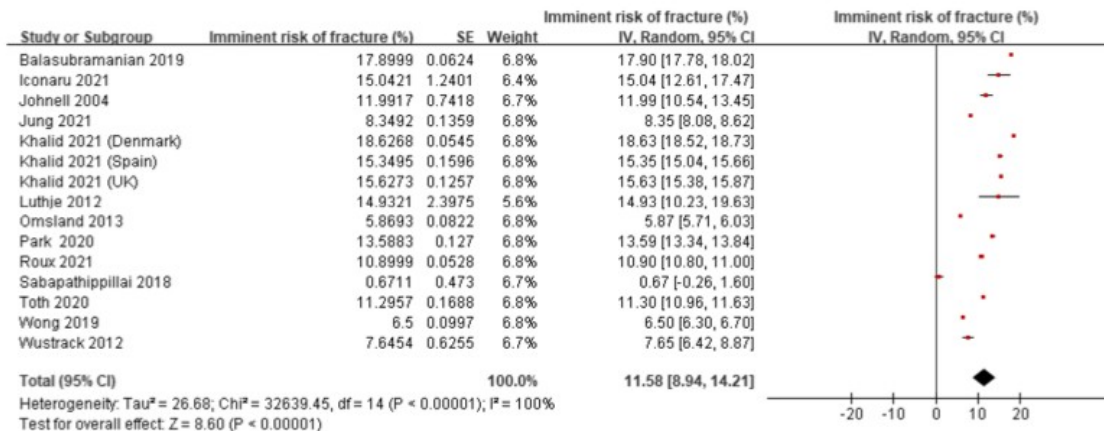 Imminent risk of fracture (%) Imminent risk of fracture (%)
Study or Subgroup Imminent risk of fracture (%) SE Weight IV, Random, 95% CI IV, Random, 95% CI
Balasubramanian 2019 17.8999 0.0624 6.8% 17.90 [17.78, 18.02]
Iconaru 2021 15.0421 1.2401 6.4% 15.04 [12.61, 17.47]
Johnell 2004 11.9917 0.7418 6.7% 11.99 [10.54, 13.45]
Jung 2021 8.3492 0.1359 6.8% 8.35 [8.08, 8.62]
Khalid 2021 (Denmark) 18.6268 0.0545 6.8% 18.63 [18.52, 18.73]
Khalid 2021 (Spain) 15.3495 0.1596 6.8% 15.35 [15.04, 15.66]
Khalid 2021 (UK) 15.6273 0.1257 6.8% 15.63 [15.38, 15.87]
Luthje 2012 14.9321 2.3975 5.6% 14.93 [10.23, 19.63]
Omsland 2013 5.8693 0.0822 6.8% 5.87 [5.71, 6.03]
Park 2020 13.5883 0.127 6.8% 13.59 [13.34, 13.84]
Roux 2021 10.8999 0.0528 6.8% 10.90 [10.80, 11.00]
Sabapathippillai 2018 0.6711 0.473 6.7% 0.67 [-0.26, 1.60]
Toth 2020 11.2957 0.1688 6.8% 11.30 [10.96, 11.63]
Wong 2019 6.5 0.0997 6.8% 6.50 [6.30, 6.70]
Wustrack 2012 7.6454 0.6255 6.7% 7.65 [6.42, 8.87]
Total (95% CI) 100.0% 11.58 [8.94, 14.21]
Heterogeneity: Tau² = 26.68; Chi² = 32639.45, df = 14 (P < 0.00001); I² = 100%
Test for overall effect: Z = 8.60 (P < 0.00001)
-20 -10 0 10 20